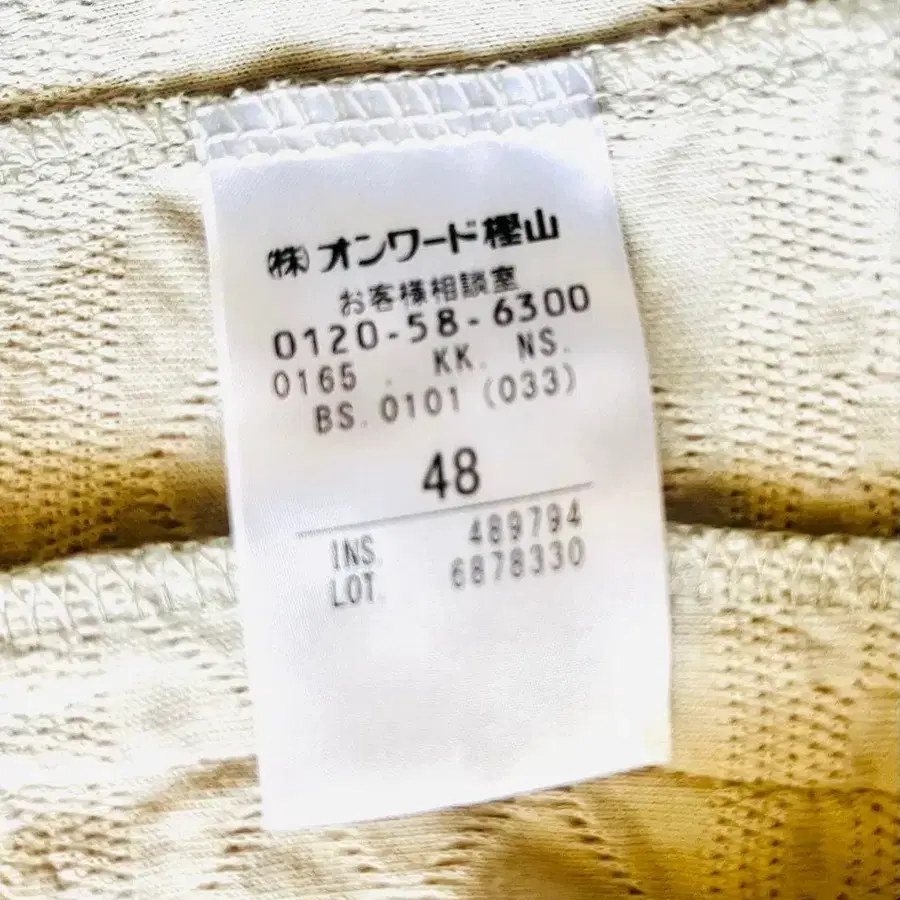 ㈱オンワード樫山
お客様相談室
0120-58-6300
0165 . KK. NS.
BS. 0101 (033)
48
INS. 489794
LOT. 6878330